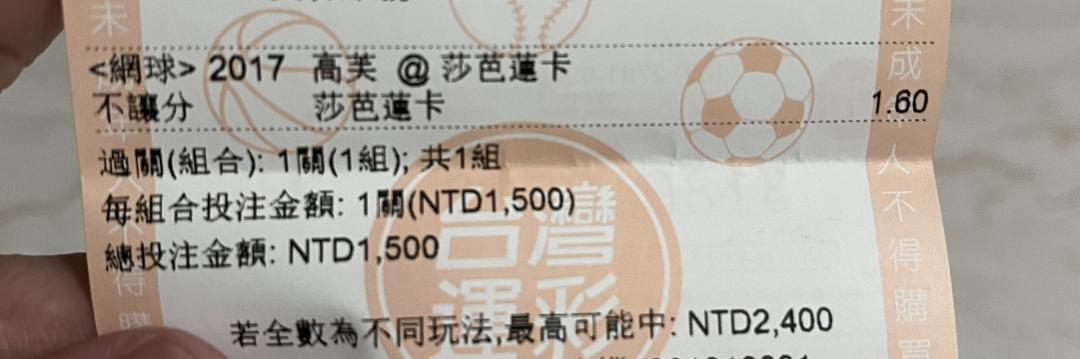 <網球> 2017 高芙 @ 莎芭蓮卡
不讓分 莎芭蓮卡 1.60
過關(組合): 1關(1組); 共1組
每組合投注金額: 1關(NTD1,500)
總投注金額: NTD1,500
若全數為不同玩法,最高可能中: NTD2,400
台灣
運彩
未成年人不得購買